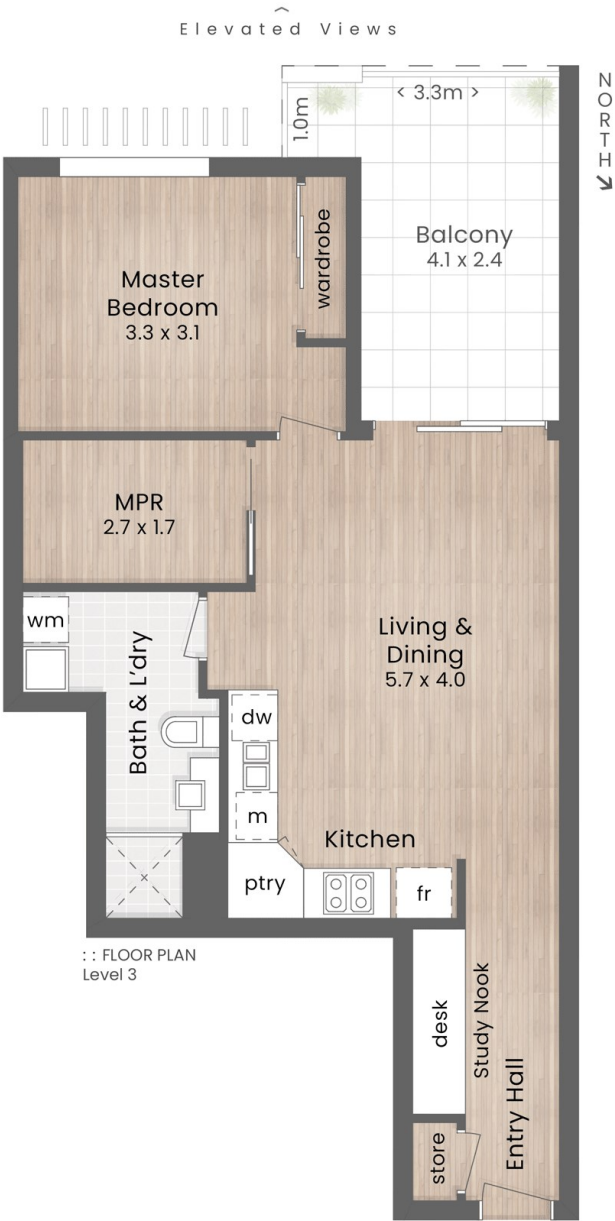 Elevated Views
NORTH
1.0m
< 3.3m >
Balcony
4.1 x 2.4
wardrobe
Master
Bedroom
3.3 x 3.1
MPR
2.7 x 1.7
wm
Bath & L'dry
Living &
Dining
5.7 x 4.0
dw
m
Kitchen
ptry
fr
: : FLOOR PLAN
Level 3
desk
Study Nook
Entry Hall
store